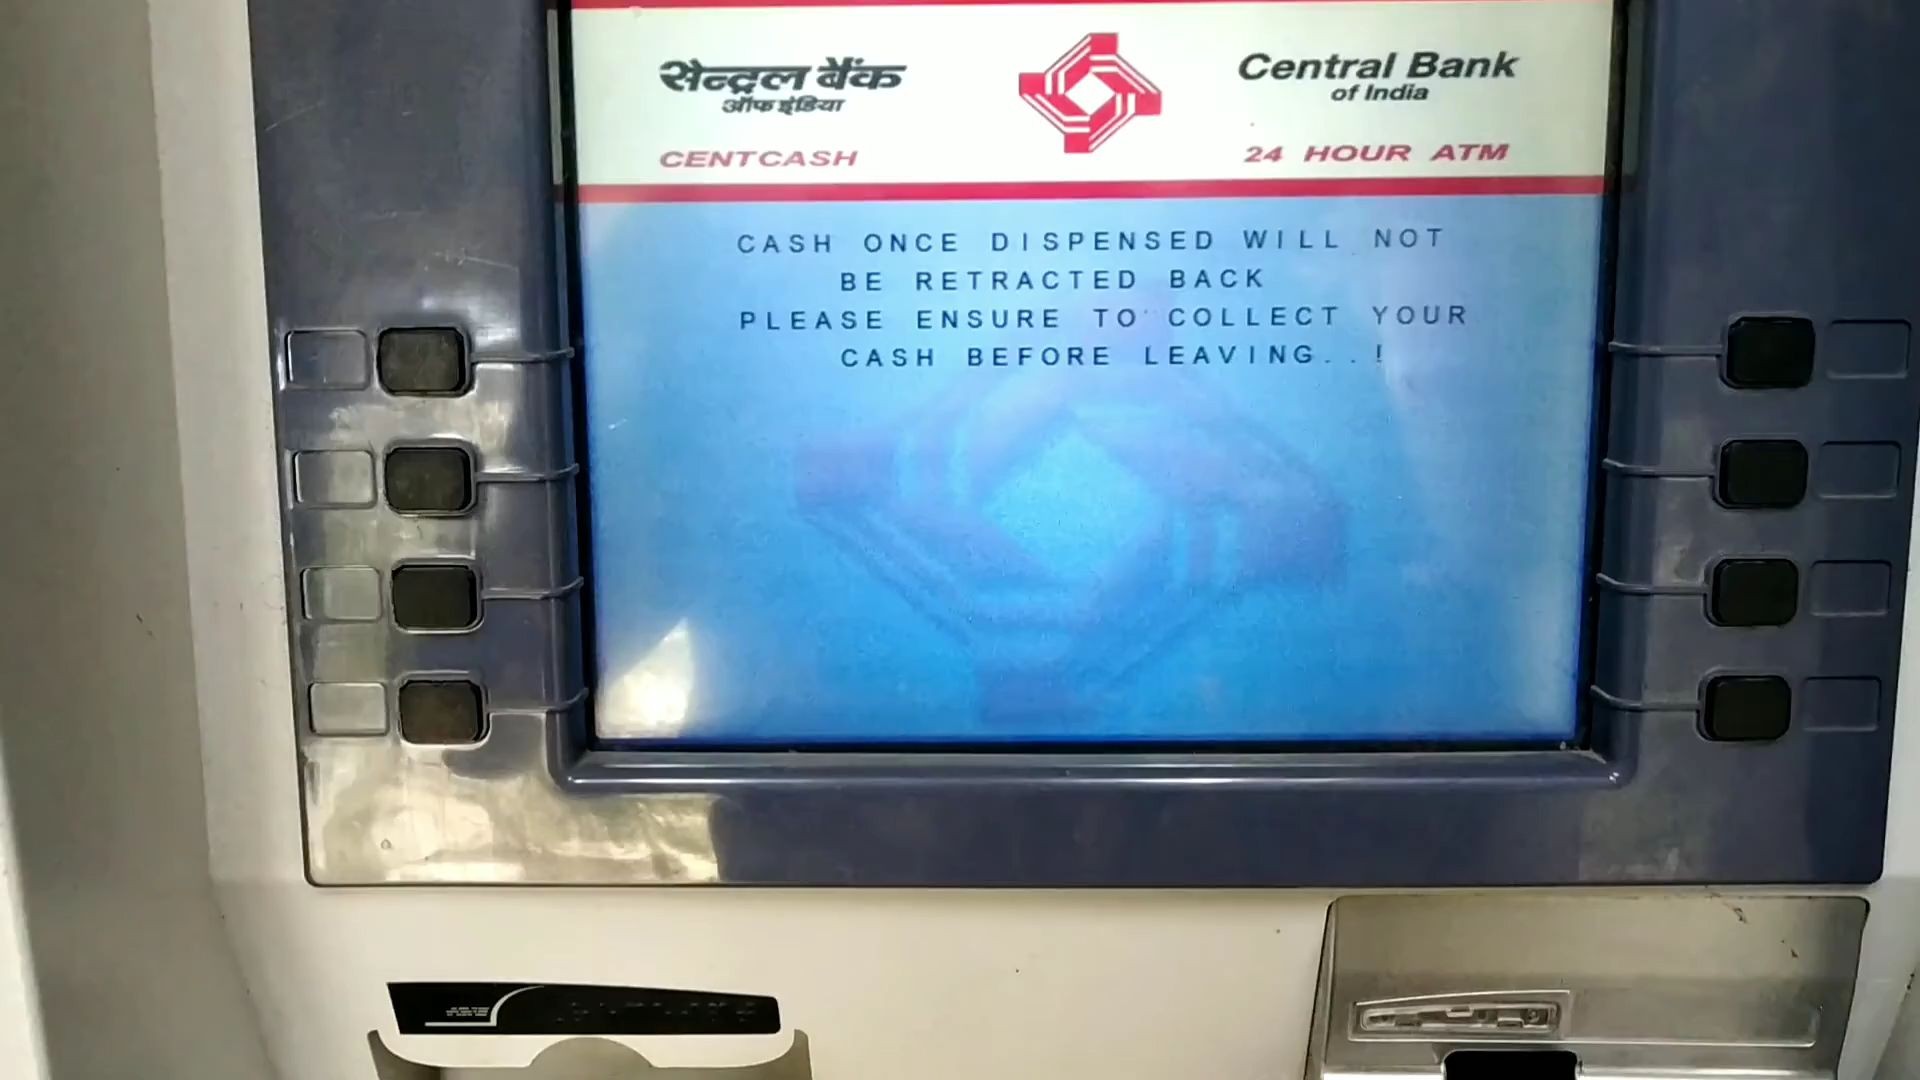 सेन्ट्रल बैंक
ऑफ इंडिया
CENTCASH
Central Bank
of India
24 HOUR ATM
CASH ONCE DISPENSED WILL NOT
BE RETRACTED BACK
PLEASE ENSURE TO COLLECT YOUR
CASH BEFORE LEAVING..!